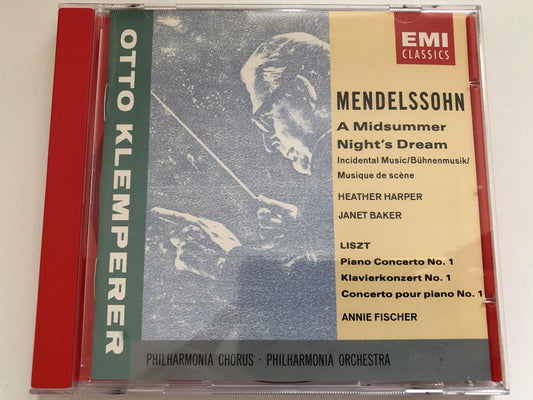 OTTO KLEMPERER
EMI
CLASSICS
MENDELSSOHN
A Midsummer
Night's Dream
Incidental Music/Bühnenmusik/
Musique de scène
HEATHER HARPER
JANET BAKER
LISZT
Piano Concerto No. 1
Klavierkonzert No. 1
Concerto pour piano No. 1
ANNIE FISCHER
PHILHARMONIA CHORUS · PHILHARMONIA ORCHESTRA